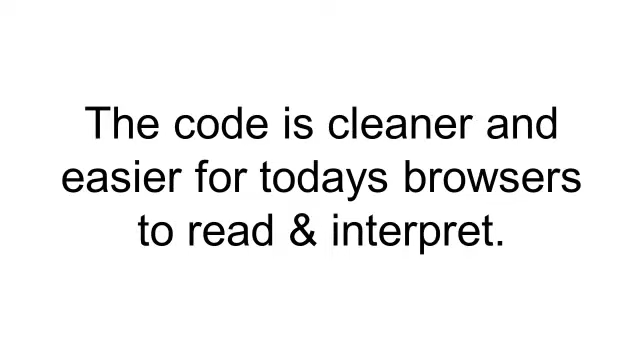 The code is cleaner and
easier for todays browsers
to read & interpret.